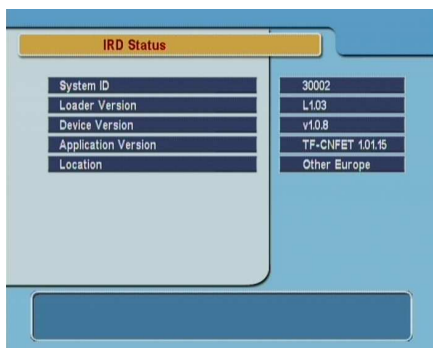 IRD Status
System ID 30002
Loader Version L1.03
Device Version v1.0.8
Application Version TF-CNFET 1.01.15
Location Other Europe